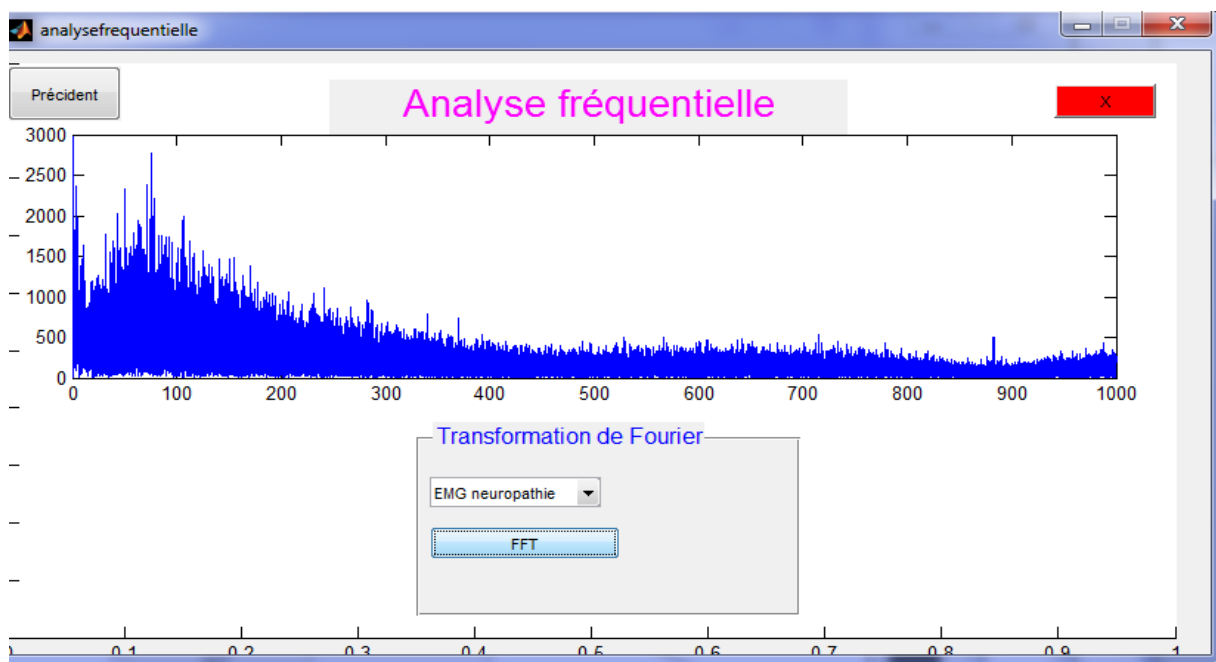 analysefrequentielle
Précident
Analyse fréquentielle
X
3000
2500
2000
1500
1000
500
0
0 100 200 300 400 500 600 700 800 900 1000
Transformation de Fourier
EMG neuropathie
FFT
0.1 0.2 0.3 0.4 0.5 0.6 0.7 0.8 0.9 1